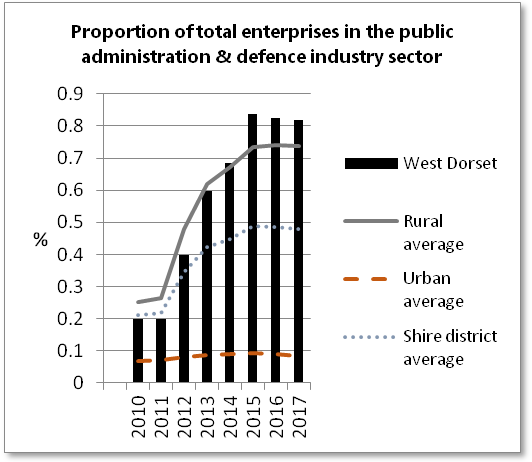 Proportion of total enterprises in the public
administration & defence industry sector
0.9
0.8
0.7
0.6
0.5
0.4
0.3
0.2
0.1
0
%
2010
2011
2012
2013
2014
2015
2016
2017
West Dorset
Rural
average
Urban
average
Shire district
average